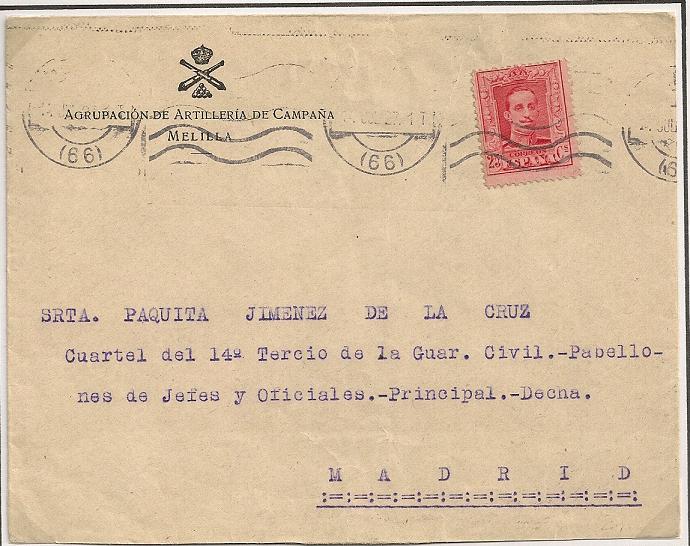 AGRUPACIÓN DE ARTILLERÍA DE CAMPAÑA
MELILLA
(66)
(66)
CORREOS
ESPAÑA
SRTA. PAQUITA JIMENEZ DE LA CRUZ
Cuartel del 14º Tercio de la Guar. Civil.-Pabello-
nes de Jefes y Oficiales.-Principal.-Decha.
M A D R I D
:=:=:=:=:=:=:=:=:=:=:=:=:=: